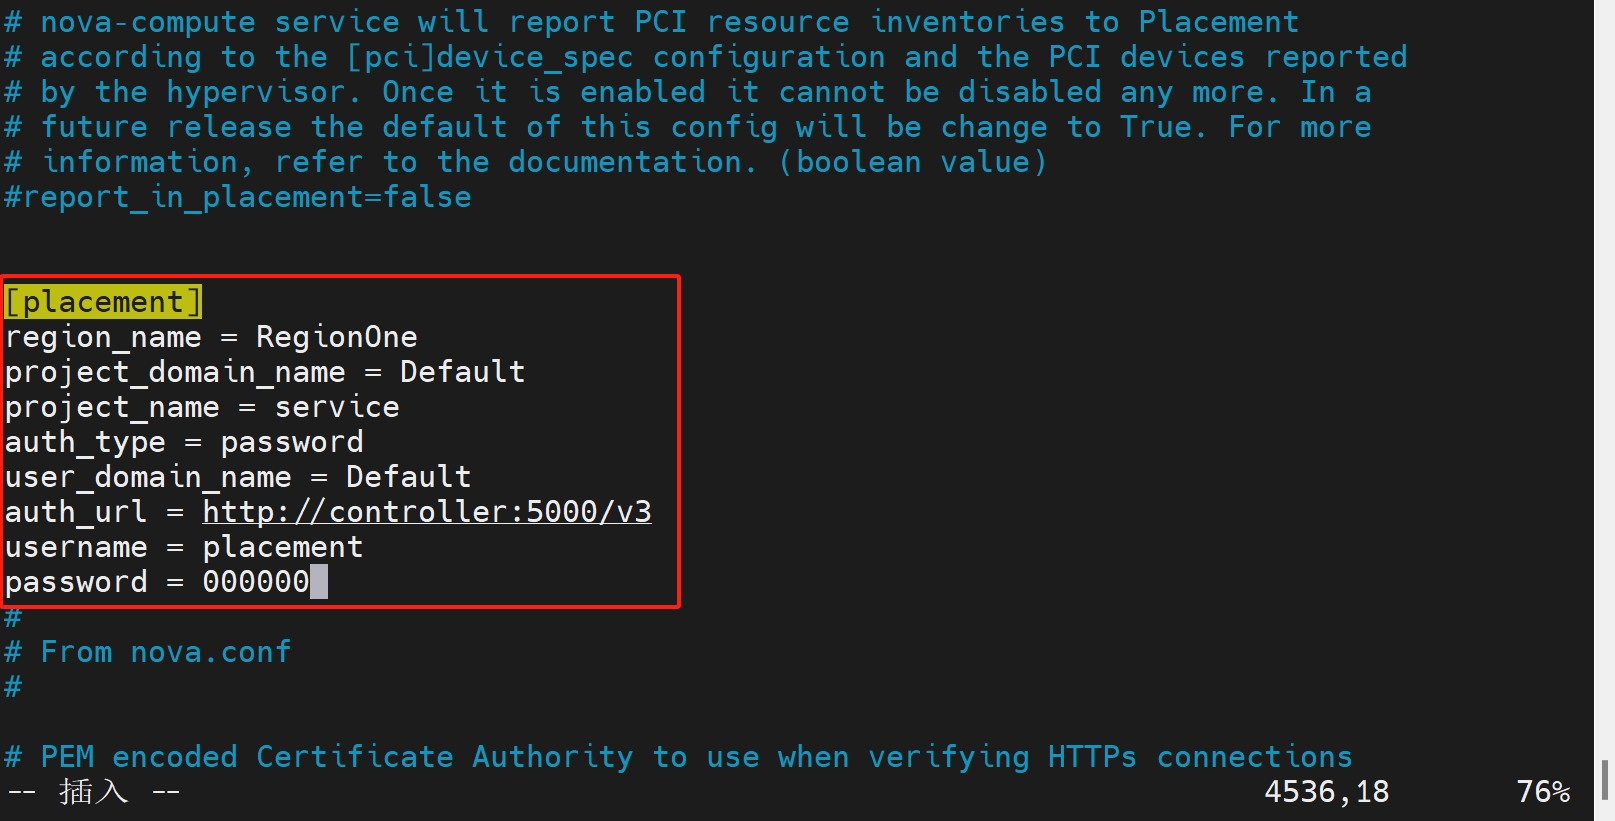 # nova-compute service will report PCI resource inventories to Placement
# according to the [pci]device_spec configuration and the PCI devices reported
# by the hypervisor. Once it is enabled it cannot be disabled any more. In a
# future release the default of this config will be change to True. For more
# information, refer to the documentation. (boolean value)
#report_in_placement=false
[placement]
region_name = RegionOne
project_domain_name = Default
project_name = service
auth_type = password
user_domain_name = Default
auth_url = http://controller:5000/v3
username = placement
password = 000000
#
# From nova.conf
#
# PEM encoded Certificate Authority to use when verifying HTTPs connections
-- 插入 -- 4536,18 76%